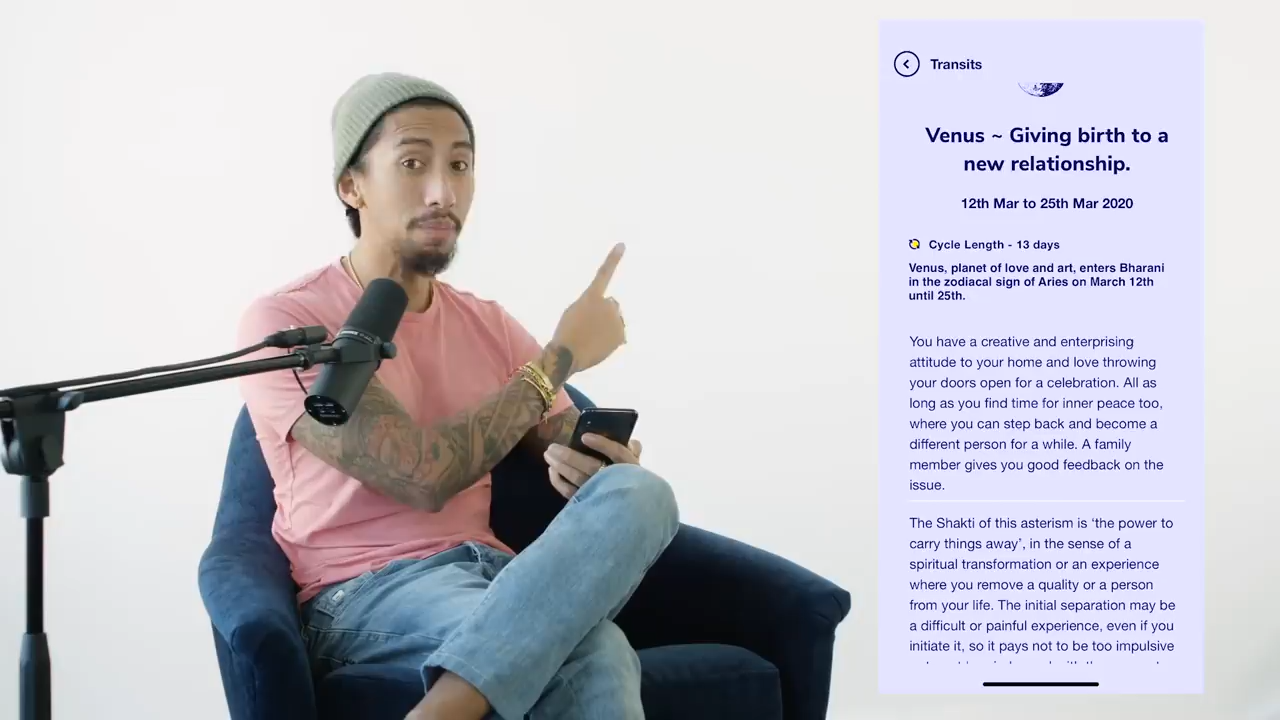 Transits
Venue ~ Giving birth to a
new relationship.
12th Mar to 25th Mar 2020
Cycle Length - 13 days
Venus, planet of love and art, enters Bharani
in the zodiacal sign of Aries on March 12th
until 25th.
You have a creative and enterprising
attitude to your home and love throwing
your doors open for a celebration. All as
long as you find time for inner peace too,
where you can step back and become a
different person for a while. A family
member gives you good feedback on the
issue.
The Shakti of this asterism is ‘the power to
carry things away’, in the sense of a
spiritual transformation or an experience
where you remove a quality or a person
from your life. The initial separation may be
a difficult or painful experience, even if you
initiate it, so it pays not to be too impulsive